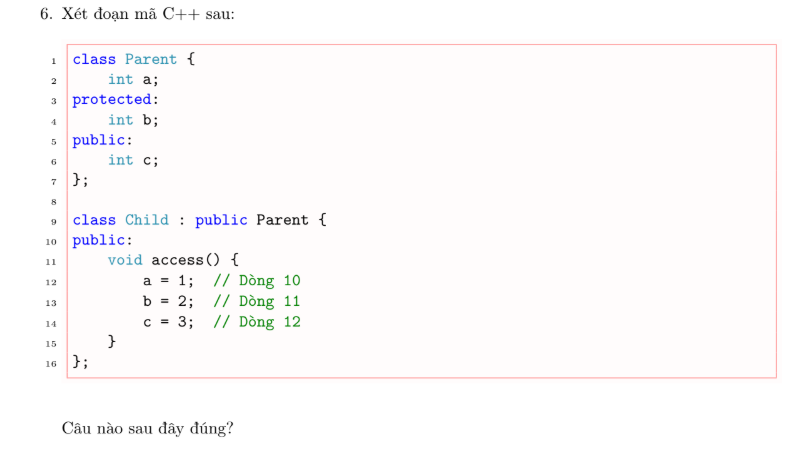 6. Xét đoạn mã C++ sau:
1 class Parent {
2 int a;
3 protected:
4 int b;
5 public:
6 int c;
7 };
8
9 class Child : public Parent {
10 public:
11 void access() {
12 a = 1; // Dòng 10
13 b = 2; // Dòng 11
14 c = 3; // Dòng 12
15 }
16 };
Câu nào sau đây đúng?